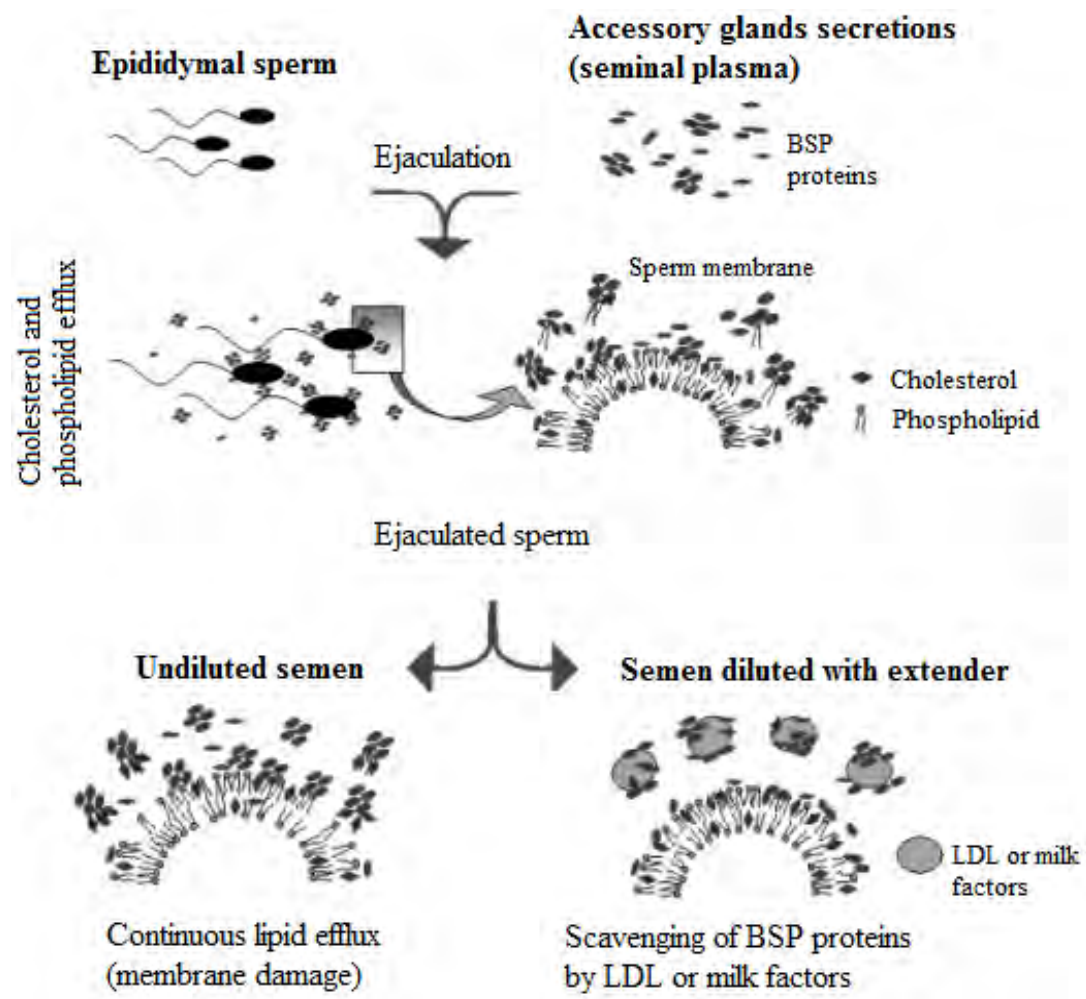 Epididymal sperm
Accessory glands secretions
(seminal plasma)
Ejaculation
BSP
proteins
Cholesterol and
phospholipid efflux
Sperm membrane
Cholesterol
Phospholipid
Ejaculated sperm
Undiluted semen
Semen diluted with extender
LDL or milk
factors
Continuous lipid efflux
(membrane damage)
Scavenging of BSP proteins
by LDL or milk factors